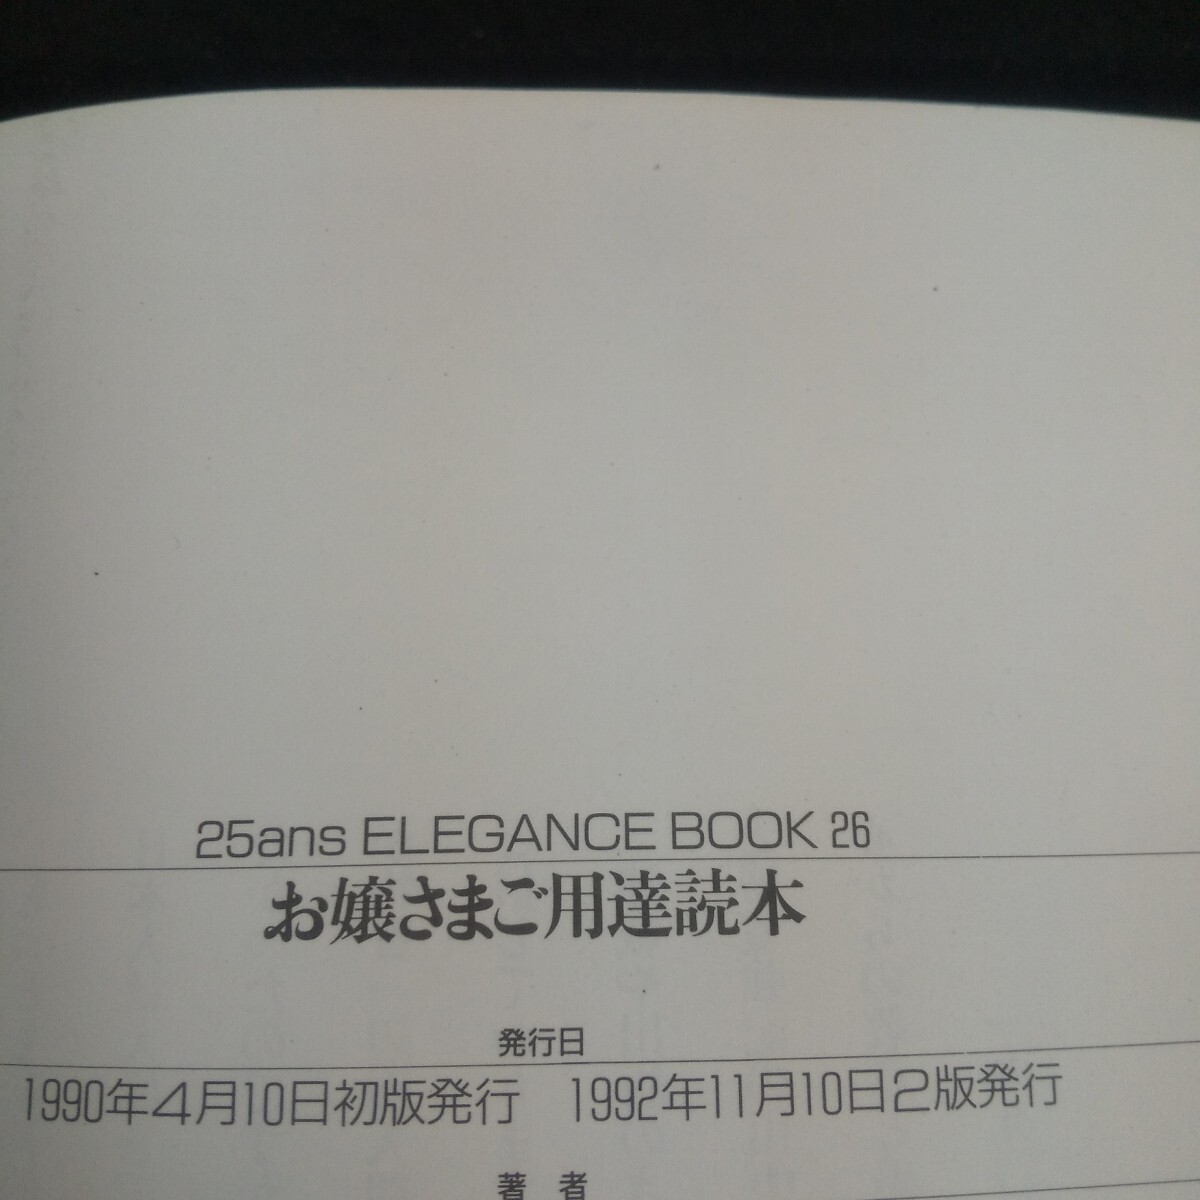 25ans ELEGANCE BOOK 26
お嬢さまご用達読本
発行日
1990年4月10日初版発行　1992年11月10日2版発行
著　者